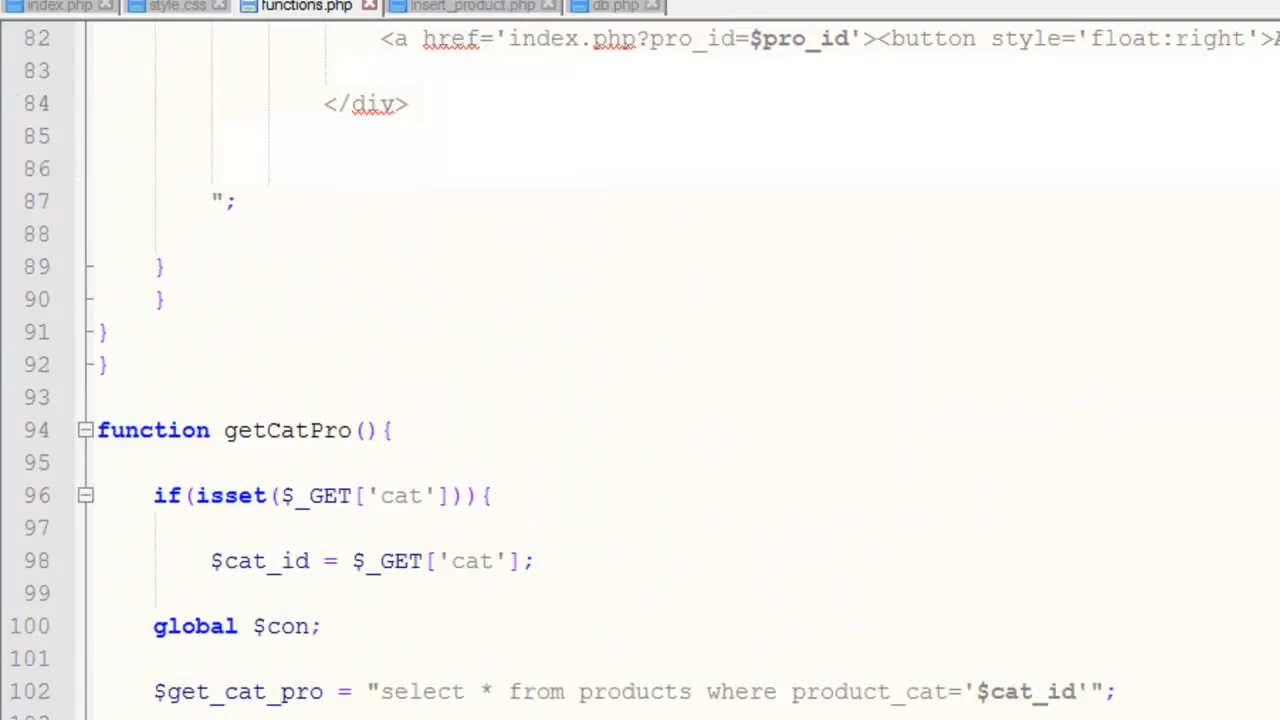 index.php style.css functions.php insert_product.php db.php
82 <a href='index.php?pro_id=$pro_id'><button style='float:right'>
83
84 </div>
85
86
87 ";
88
89 }
90 }
91 }
92 }
93
94 function getCatPro(){
95
96 if(isset($_GET['cat'])){
97
98 $cat_id = $_GET['cat'];
99
100 global $con;
101
102 $get_cat_pro = "select * from products where product_cat='$cat_id'";